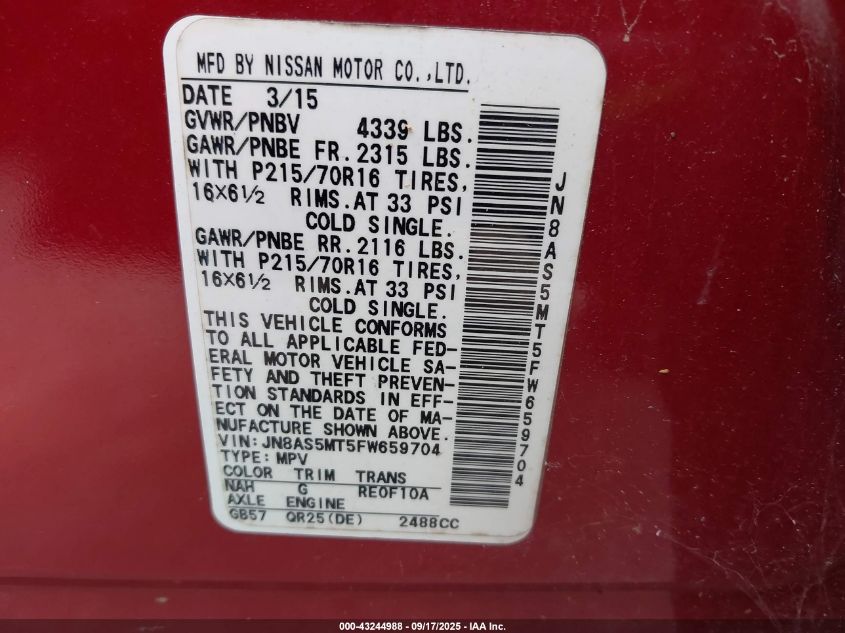 MFD BY NISSAN MOTOR CO.,LTD.
DATE 3/15
GVWR/PNBV 4339 LBS.
GAWR/PNBE FR. 2315 LBS.
WITH P215/70R16 TIRES,
16X6½ RIMS. AT 33 PSI
COLD SINGLE.
GAWR/PNBE RR. 2116 LBS.
WITH P215/70R16 TIRES,
16X6½ RIMS. AT 33 PSI
COLD SINGLE.
THIS VEHICLE CONFORMS
TO ALL APPLICABLE FED-
ERAL MOTOR VEHICLE SA-
FETY AND THEFT PREVEN-
TION STANDARDS IN EFF-
ECT ON THE DATE OF MA-
NUFACTURE SHOWN ABOVE.
VIN: JN8AS5MT5FW659704
TYPE: MPV
COLOR TRIM TRANS
NAH G RE0F10A
AXLE ENGINE
GB57 QR25(DE) 2488CC
JN8AS5MT5FW659704
000-43244988 - 09/17/2025 - IAA Inc.